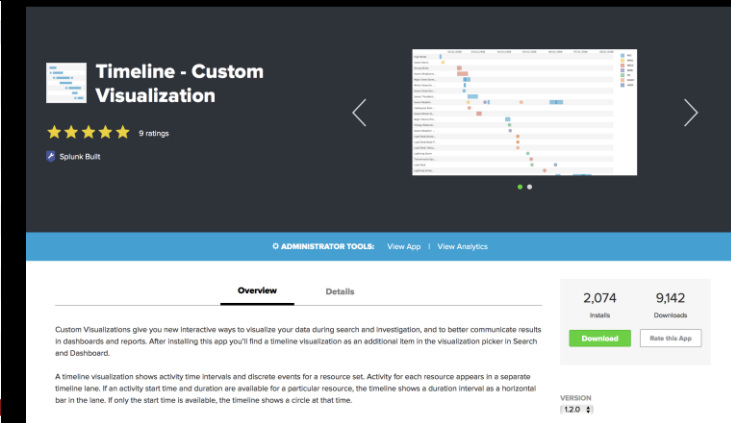 Timeline - Custom
Visualization
9 ratings
Splunk Built
ADMINISTRATOR TOOLS: View App | View Analytics
Overview Details
Custom Visualizations give you new interactive ways to visualize your data during search and investigation, and to better communicate results
in dashboards and reports. After installing this app you'll find a timeline visualization as an additional item in the visualization picker in Search
and Dashboard.
A timeline visualization shows activity time intervals and discrete events for a resource set. Activity for each resource appears in a separate
timeline lane. If an activity start time and duration are available for a particular resource, the timeline shows a duration interval as a horizontal
bar in the lane. If only the start time is available, the timeline shows a circle at that time.
2,074 9,142
Installs Downloads
Download Rate this App
VERSION
1.2.0